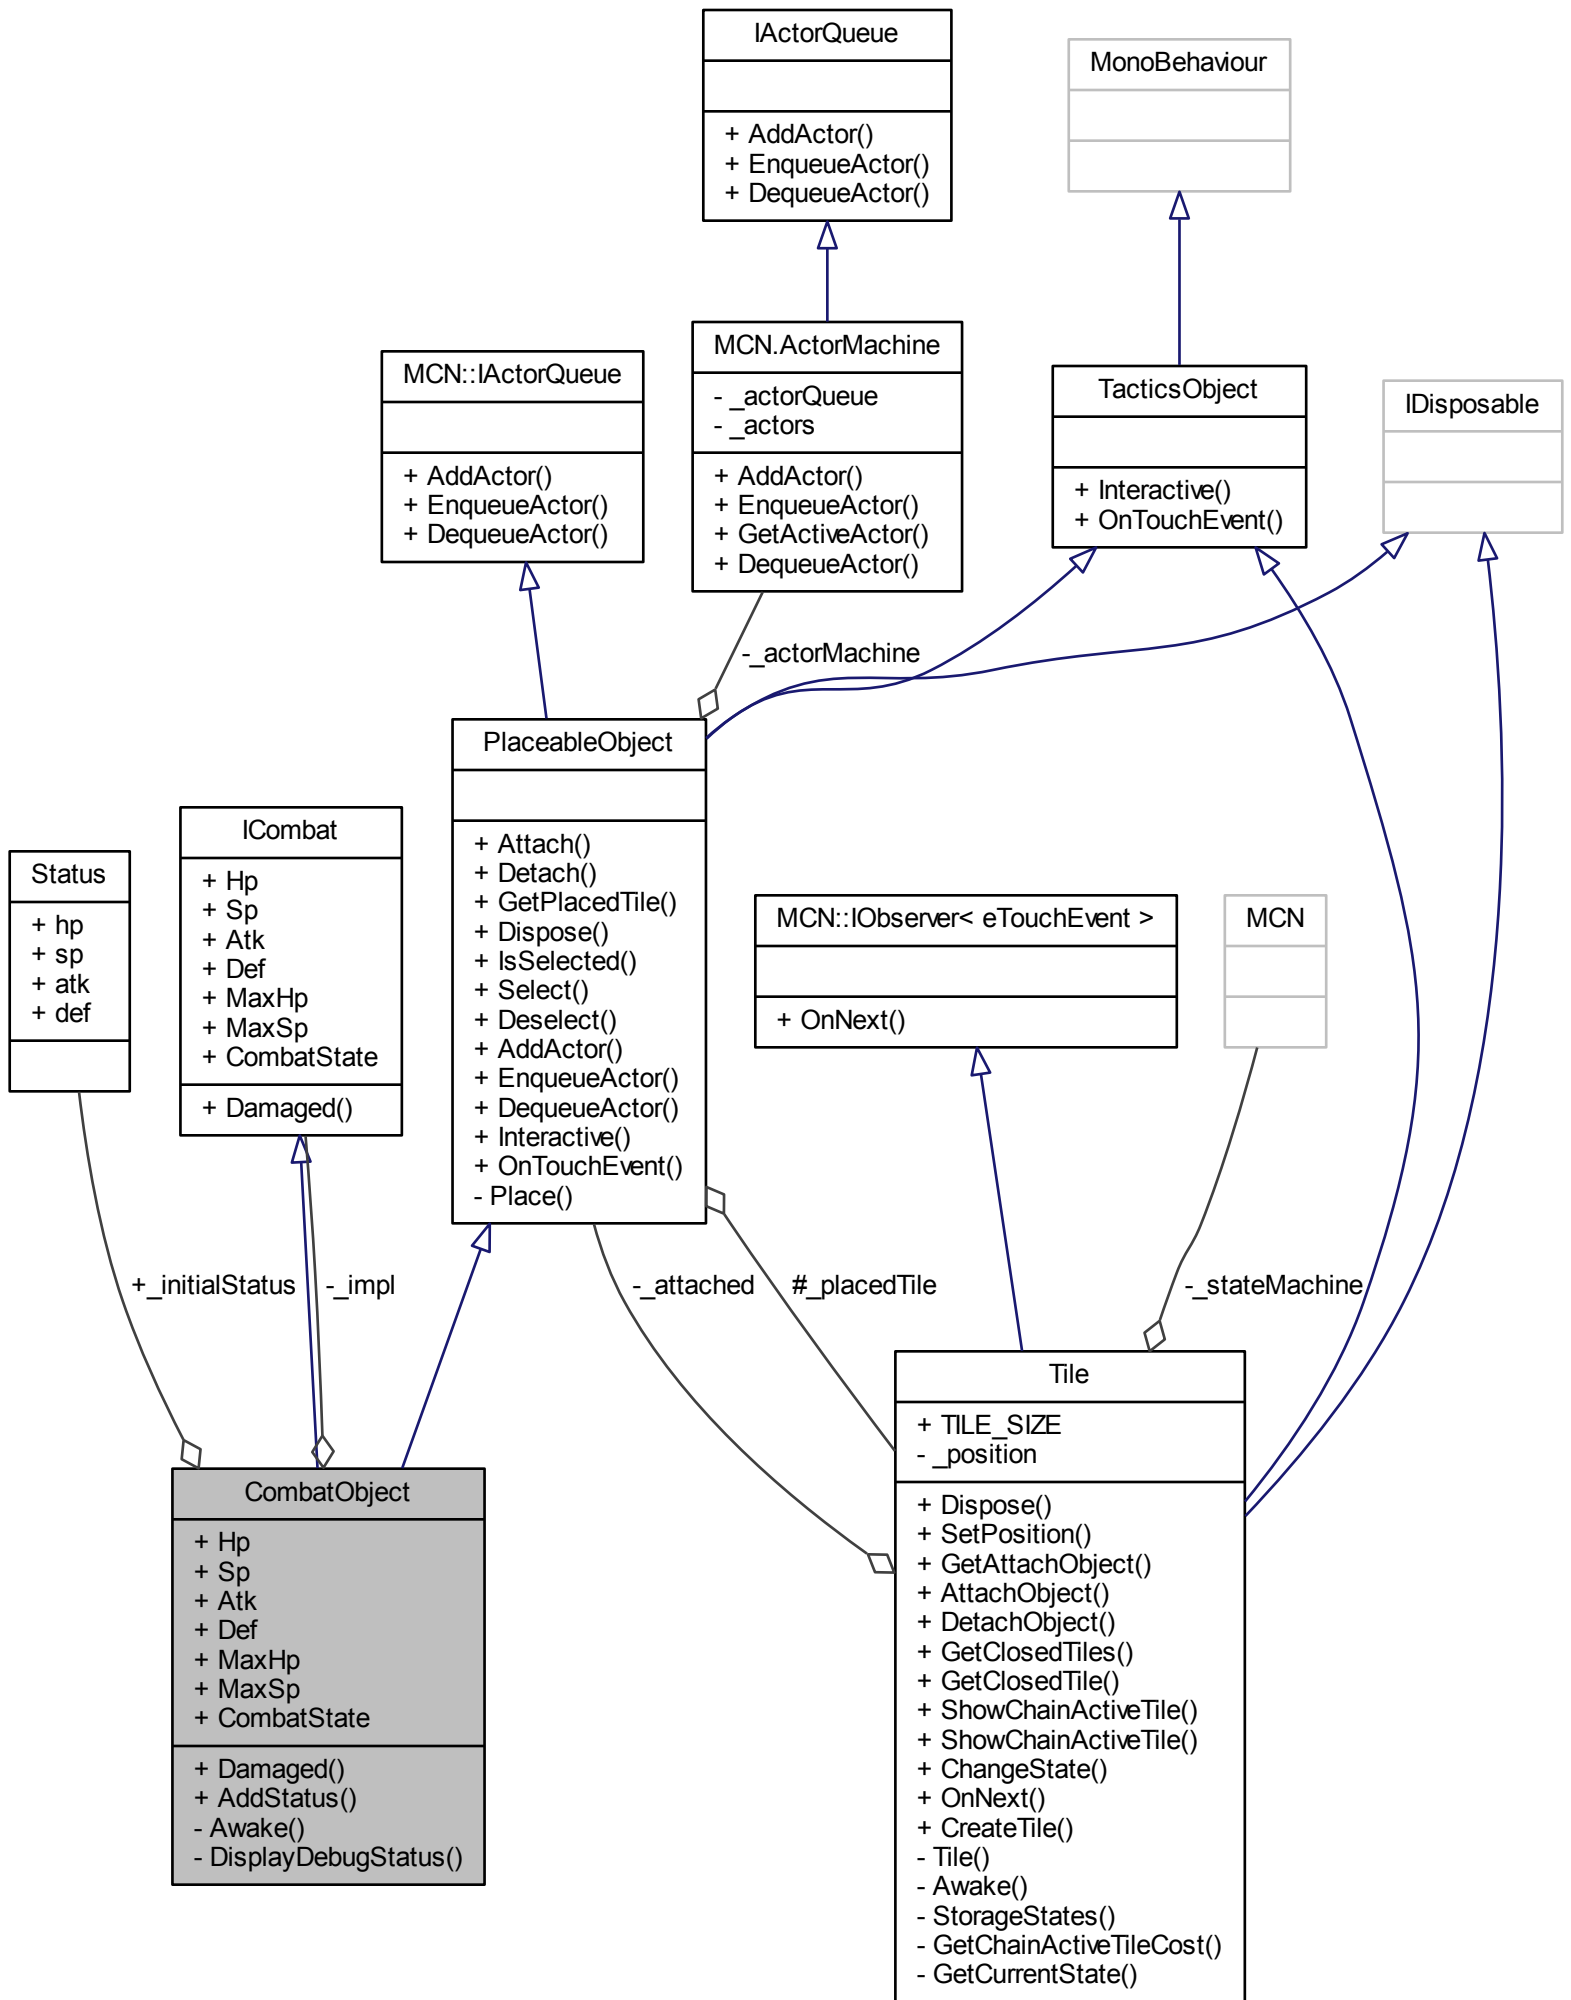 IActorQueue
+ AddActor()
+ EnqueueActor()
+ DequeueActor()
MonoBehaviour
MCN::IActorQueue
+ AddActor()
+ EnqueueActor()
+ DequeueActor()
MCN.ActorMachine
- _actorQueue
- _actors
+ AddActor()
+ EnqueueActor()
+ GetActiveActor()
+ DequeueActor()
TacticsObject
+ Interactive()
+ OnTouchEvent()
IDisposable
-_actorMachine
PlaceableObject
+ Attach()
+ Detach()
+ GetPlacedTile()
+ Dispose()
+ IsSelected()
+ Select()
+ Deselect()
+ AddActor()
+ EnqueueActor()
+ DequeueActor()
+ Interactive()
+ OnTouchEvent()
- Place()
ICombat
+ Hp
+ Sp
+ Atk
+ Def
+ MaxHp
+ MaxSp
+ CombatState
+ Damaged()
Status
+ hp
+ sp
+ atk
+ def
MCN::IObserver< eTouchEvent >
+ OnNext()
MCN
+_initialStatus
-_impl
-_attached
#_placedTile
-_stateMachine
CombatObject
+ Hp
+ Sp
+ Atk
+ Def
+ MaxHp
+ MaxSp
+ CombatState
+ Damaged()
+ AddStatus()
- Awake()
- DisplayDebugStatus()
Tile
+ TILE_SIZE
- _position
+ Dispose()
+ SetPosition()
+ GetAttachObject()
+ AttachObject()
+ DetachObject()
+ GetClosedTiles()
+ GetClosedTile()
+ ShowChainActiveTile()
+ ShowChainActiveTile()
+ ChangeState()
+ OnNext()
+ CreateTile()
- Tile()
- Awake()
- StorageStates()
- GetChainActiveTileCost()
- GetCurrentState()